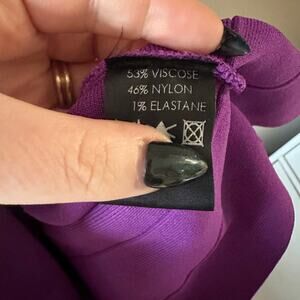 53% VISCOSE
46% NYLON
1% ELASTANE